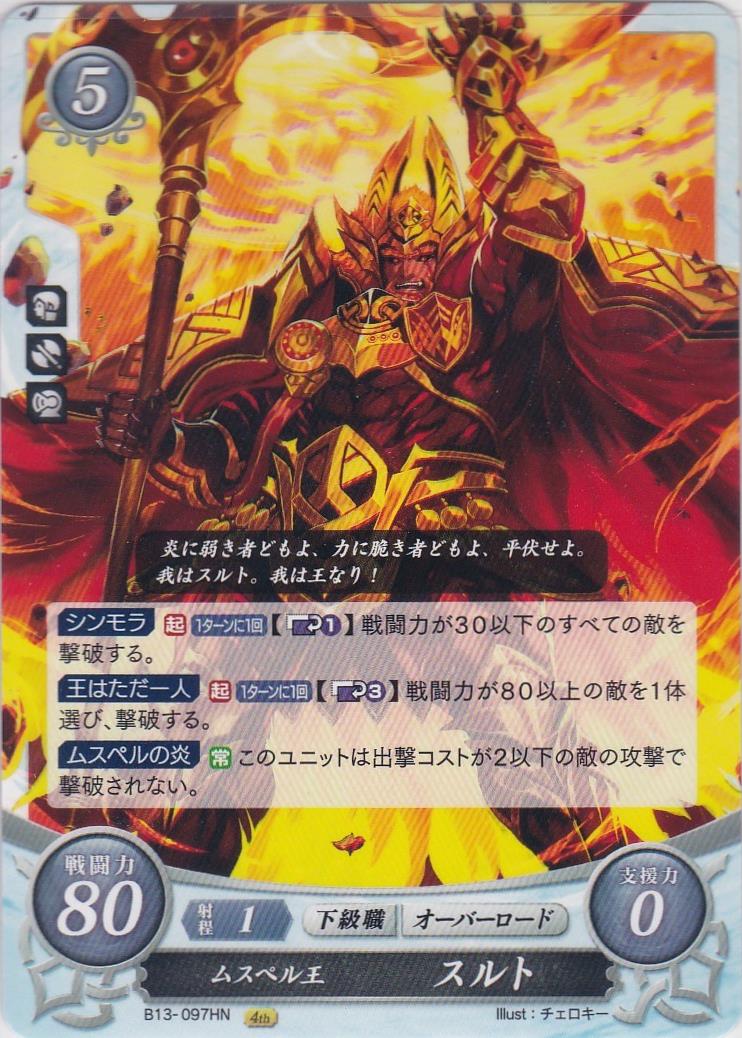 5
炎に弱き者どもよ、力に脆き者どもよ、平伏せよ。
我はスルト。我は王なり！
シンモラ 起 1ターンに1回【1】戦闘力が30以下のすべての敵を
撃破する。
王はただ一人 起 1ターンに1回【3】戦闘力が80以上の敵を1体
選び、撃破する。
ムスペルの炎 常 このユニットは出撃コストが2以下の敵の攻撃で
撃破されない。
戦闘力
80
射程 1
下級職 オーバーロード
支援力
0
ムスペル王 スルト
B13-097HN 4th
Illust：チェロキー